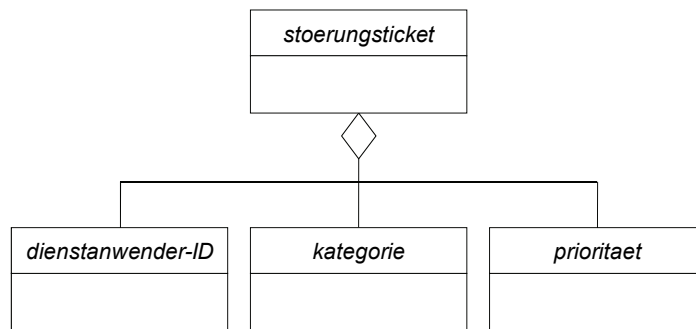 stoerungsticket
dienstanwender-ID
kategorie
prioritaet